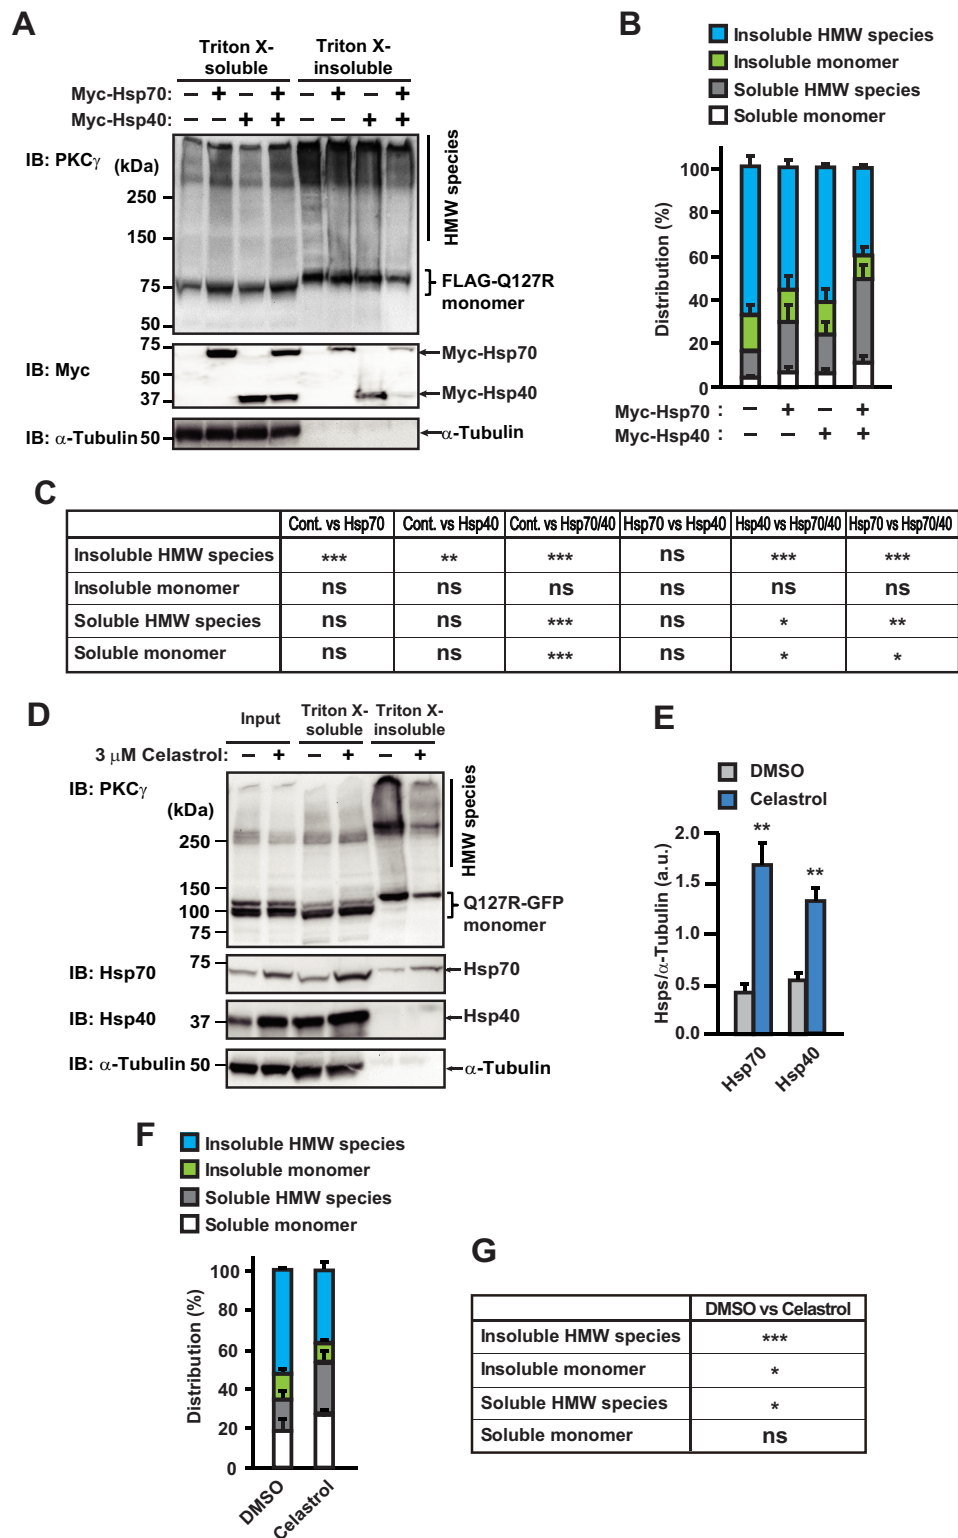 A
Triton X-soluble
Triton X-insoluble
Myc-Hsp70: − + − + − + − +
Myc-Hsp40: − − + + − − + +
IB: PKCγ (kDa)
250
150
75
50
HMW species
FLAG-Q127R monomer
IB: Myc
75
50
37
Myc-Hsp70
Myc-Hsp40
IB: α-Tubulin 50
α-Tubulin
B
Insoluble HMW species
Insoluble monomer
Soluble HMW species
Soluble monomer
Distribution (%)
100
80
60
40
20
0
Myc-Hsp70 : − + − +
Myc-Hsp40 : − − + +
C
Cont. vs Hsp70 Cont. vs Hsp40 Cont. vs Hsp70/40 Hsp70 vs Hsp40 Hsp40 vs Hsp70/40 Hsp70 vs Hsp70/40
Insoluble HMW species *** ** *** ns *** ***
Insoluble monomer ns ns ns ns ns ns
Soluble HMW species ns ns *** ns * **
Soluble monomer ns ns *** ns * *
D
Input
Triton X-soluble
Triton X-insoluble
3 μM Celastrol: − + − + − +
IB: PKCγ
(kDa)
250
150
100
75
HMW species
Q127R-GFP monomer
IB: Hsp70
75
Hsp70
IB: Hsp40
37
Hsp40
IB: α-Tubulin 50
α-Tubulin
E
DMSO
Celastrol
Hsps/α-Tubulin (a.u.)
2.0
1.5
1.0
0.5
0.0
**
**
Hsp70
Hsp40
F
Insoluble HMW species
Insoluble monomer
Soluble HMW species
Soluble monomer
Distribution (%)
100
80
60
40
20
0
DMSO
Celastrol
G
DMSO vs Celastrol
Insoluble HMW species ***
Insoluble monomer *
Soluble HMW species *
Soluble monomer ns